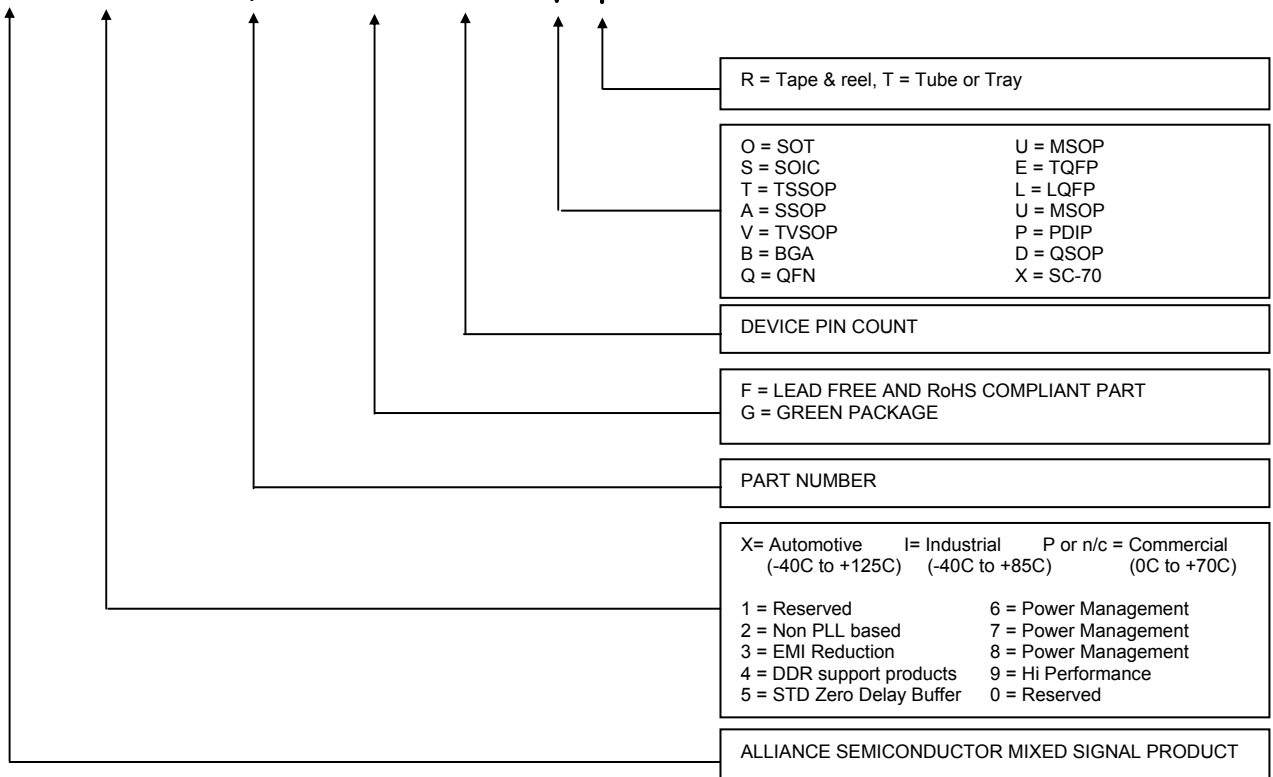 R = Tape & reel, T = Tube or Tray
O = SOT U = MSOP
S = SOIC E = TQFP
T = TSSOP L = LQFP
A = SSOP U = MSOP
V = TVSOP P = PDIP
B = BGA D = QSOP
Q = QFN X = SC-70
DEVICE PIN COUNT
F = LEAD FREE AND RoHS COMPLIANT PART
G = GREEN PACKAGE
PART NUMBER
X= Automotive I= Industrial P or n/c = Commercial
(-40C to +125C) (-40C to +85C) (0C to +70C)
1 = Reserved 6 = Power Management
2 = Non PLL based 7 = Power Management
3 = EMI Reduction 8 = Power Management
4 = DDR support products 9 = Hi Performance
5 = STD Zero Delay Buffer 0 = Reserved
ALLIANCE SEMICONDUCTOR MIXED SIGNAL PRODUCT